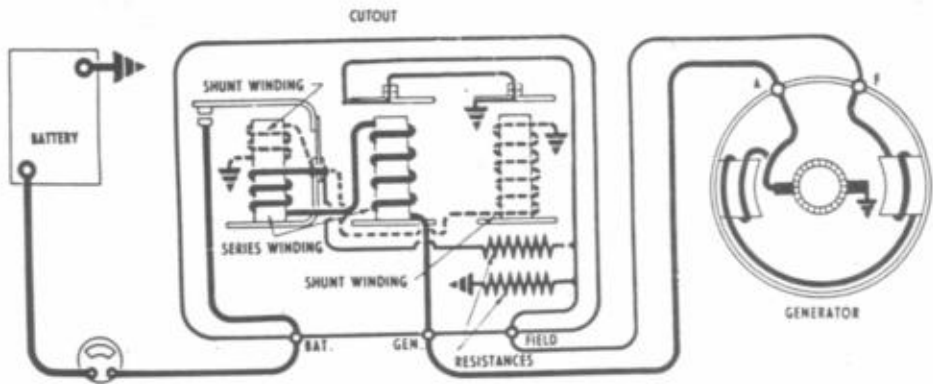 CUTOUT
SHUNT WINDING
BATTERY
A
F
SERIES WINDING
SHUNT WINDING
GENERATOR
BAT.
GEN.
FIELD
RESISTANCES